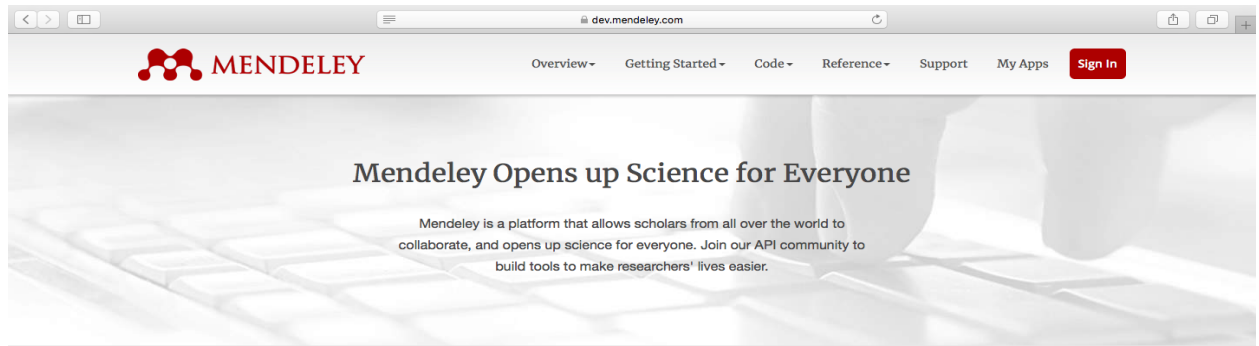 dev.mendeley.com
MENDELEY
Overview
Getting Started
Code
Reference
Support
My Apps
Sign In
Mendeley Opens up Science for Everyone
Mendeley is a platform that allows scholars from all over the world to
collaborate, and opens up science for everyone. Join our API community to
build tools to make researchers' lives easier.